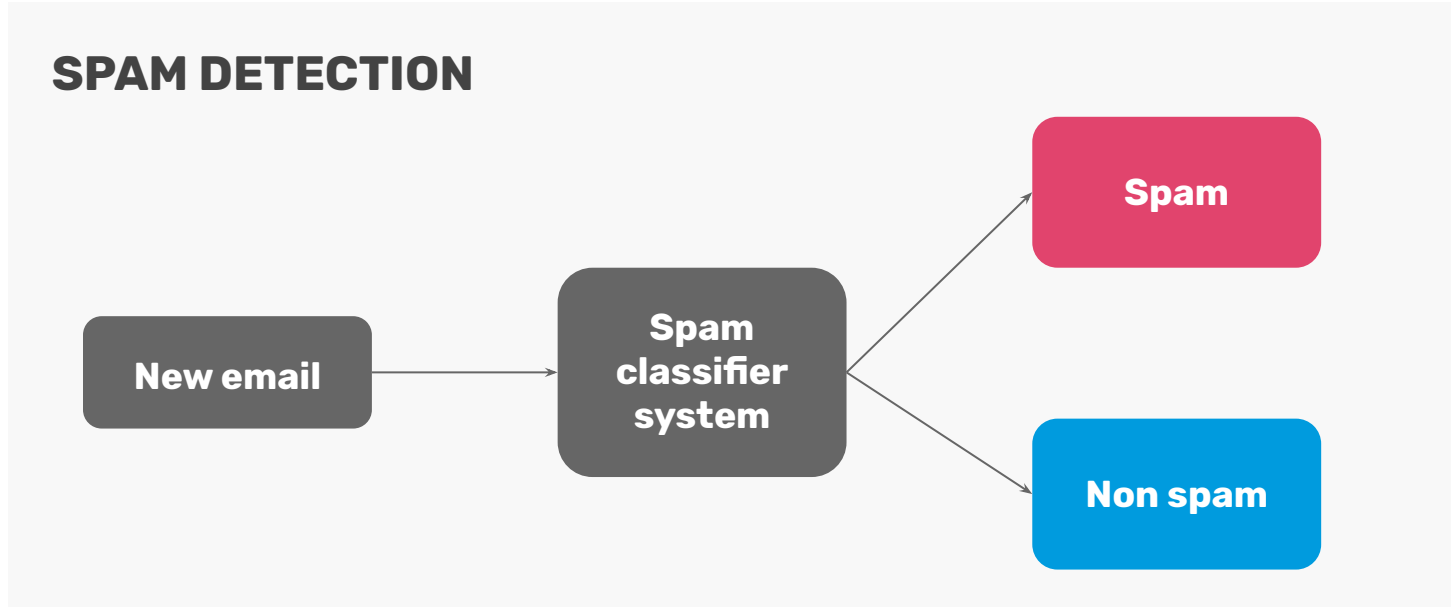 SPAM DETECTION
Spam
New email
Spam
classifier
system
Non spam